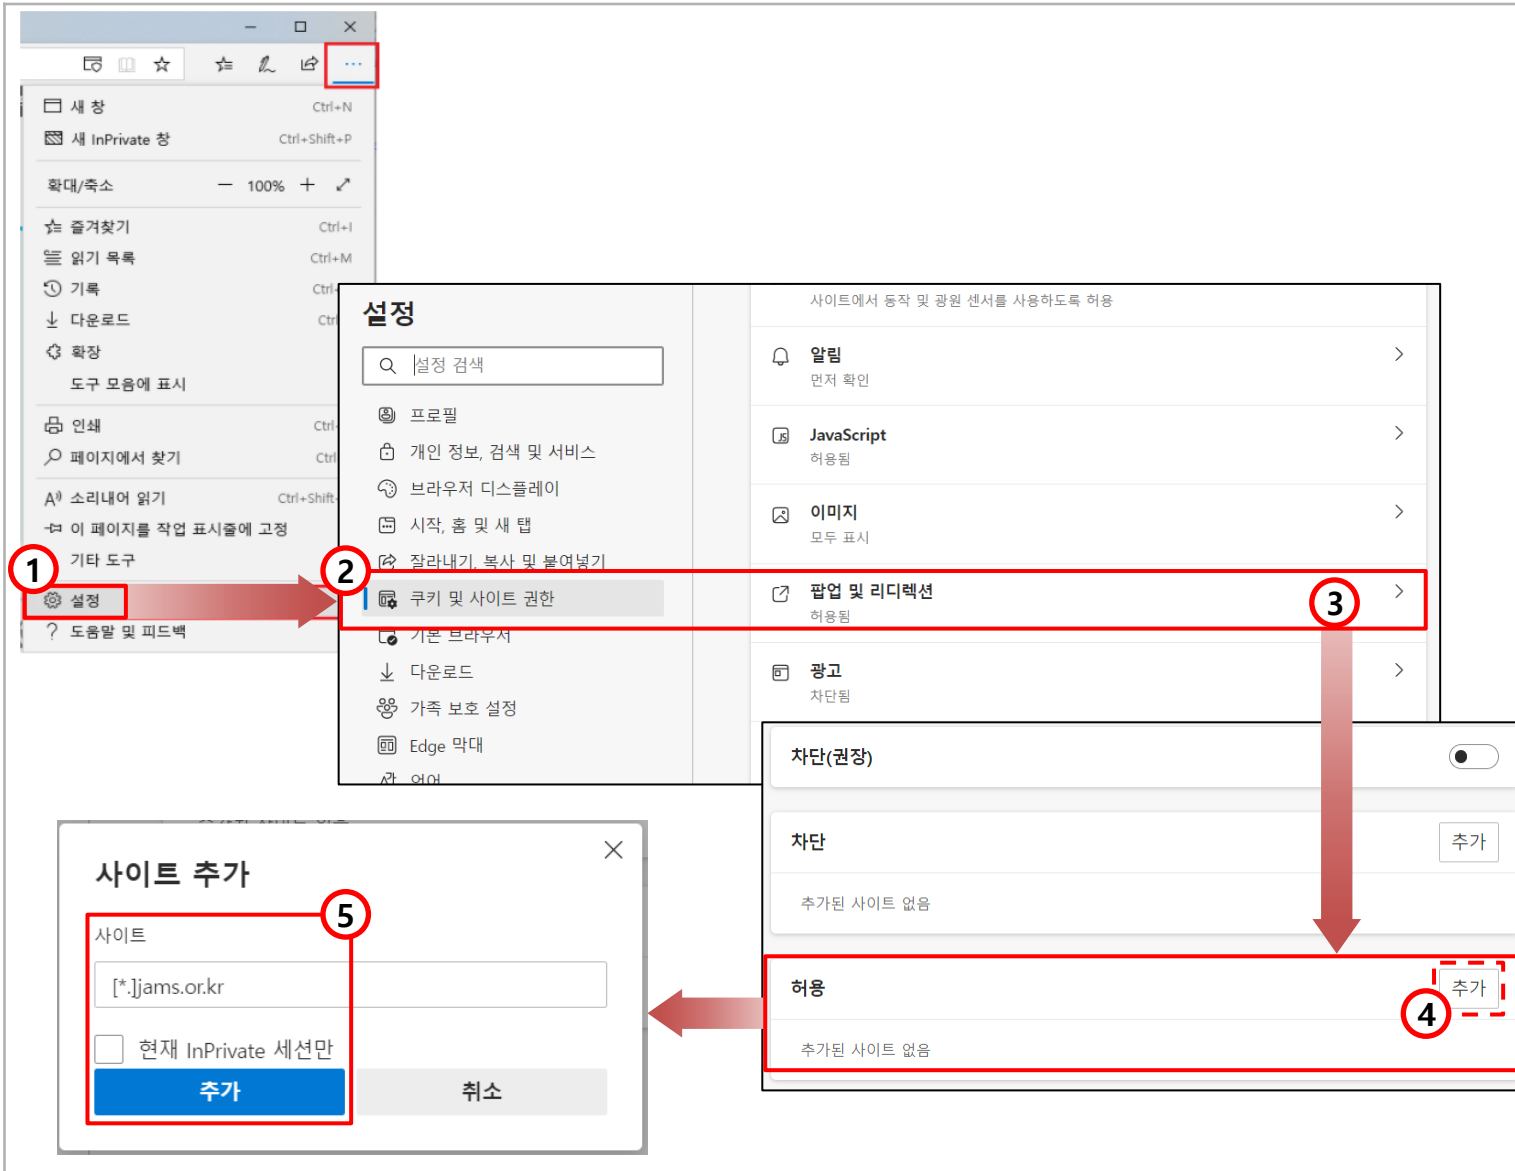 새 창 Ctrl+N
새 InPrivate 창 Ctrl+Shift+P
확대/축소 — 100% +
즐겨찾기 Ctrl+I
읽기 목록 Ctrl+M
기록 Ctrl
다운로드 Ctrl
확장
도구 모음에 표시
인쇄 Ctrl
페이지에서 찾기 Ctrl
소리내어 읽기 Ctrl+Shift
이 페이지를 작업 표시줄에 고정
기타 도구
1
설정
도움말 및 피드백
설정
설정 검색
프로필
개인 정보, 검색 및 서비스
브라우저 디스플레이
시작, 홈 및 새 탭
잘라내기, 복사 및 붙여넣기
2
쿠키 및 사이트 권한
기본 브라우저
다운로드
가족 보호 설정
Edge 막대
언어
사이트에서 동작 및 광원 센서를 사용하도록 허용
알림
먼저 확인
JavaScript
허용됨
이미지
모두 표시
팝업 및 리디렉션
허용됨
3
광고
차단됨
차단(권장)
차단 추가
추가된 사이트 없음
허용 추가
4
추가된 사이트 없음
사이트 추가
5
사이트
[*.]jams.or.kr
현재 InPrivate 세션만
추가 취소